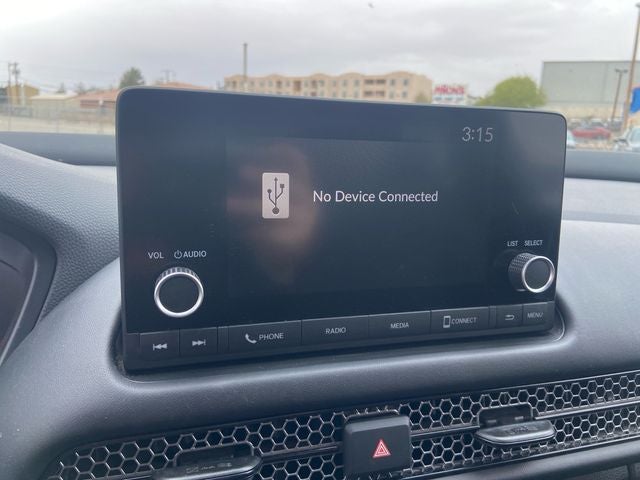 3:15
No Device Connected
VOL AUDIO
LIST SELECT
PHONE RADIO MEDIA CONNECT MENU